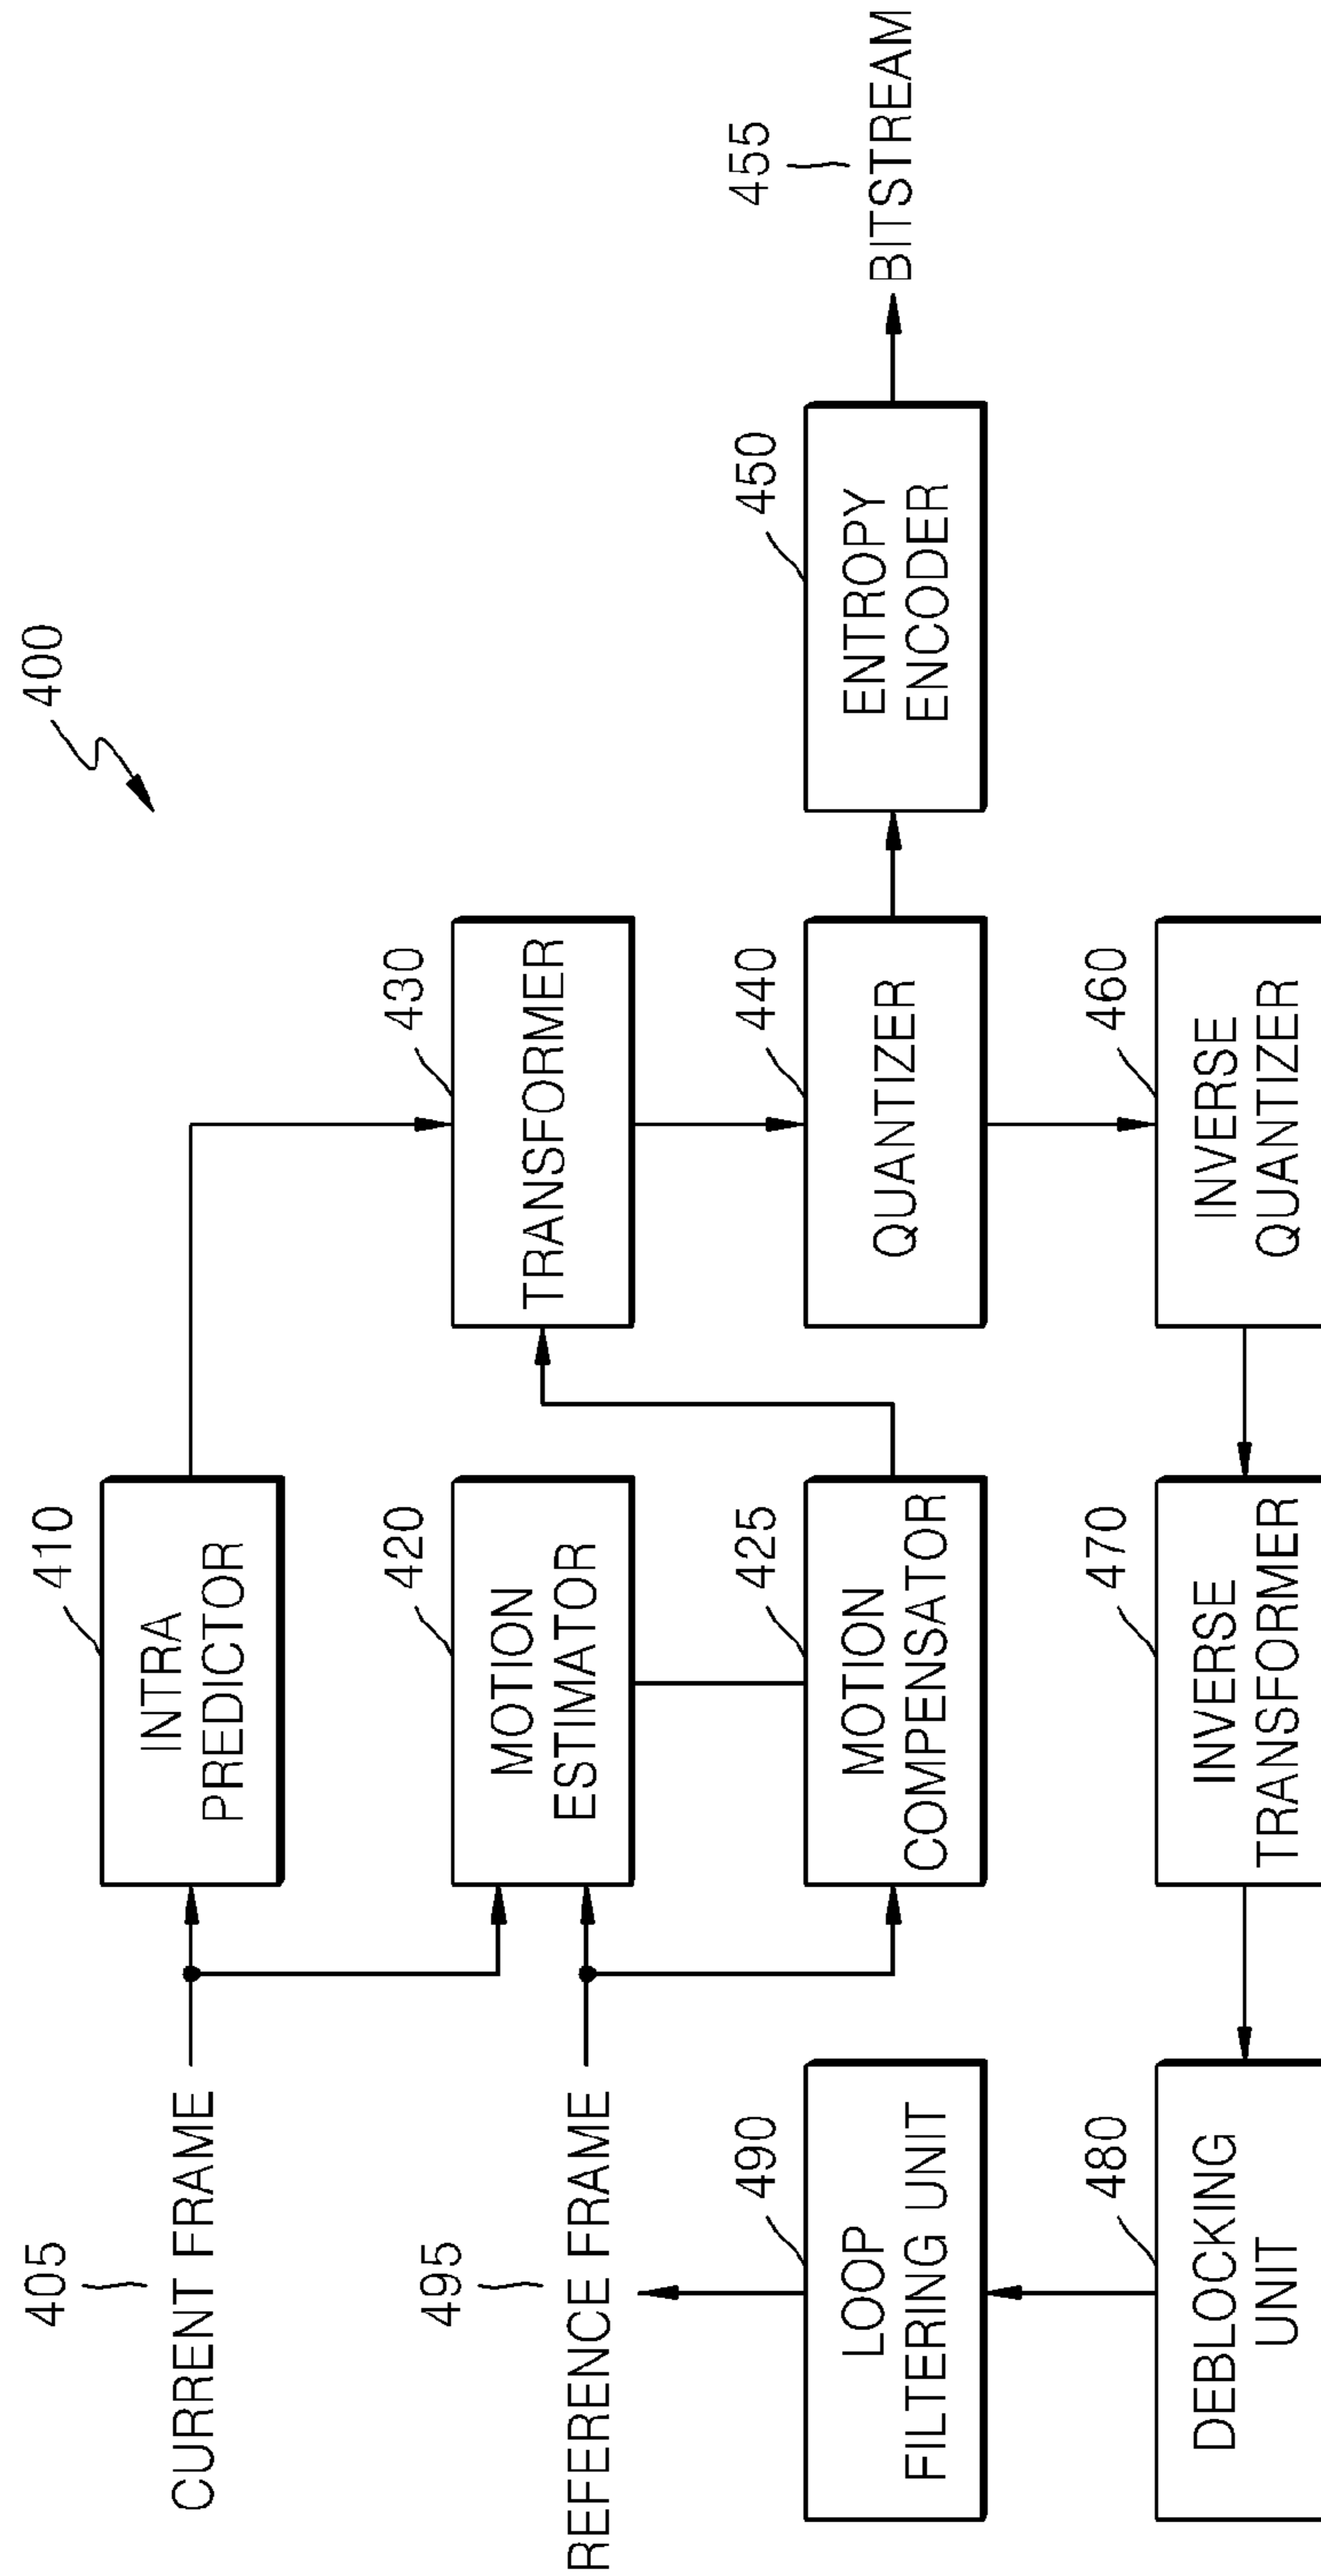 400
405
CURRENT FRAME
410
INTRA
PREDICTOR
495
REFERENCE FRAME
420
MOTION
ESTIMATOR
430
TRANSFORMER
490
LOOP
FILTERING UNIT
425
MOTION
COMPENSATOR
440
QUANTIZER
450
ENTROPY
ENCODER
455
BITSTREAM
480
DEBLOCKING
UNIT
470
INVERSE
TRANSFORMER
460
INVERSE
QUANTIZER